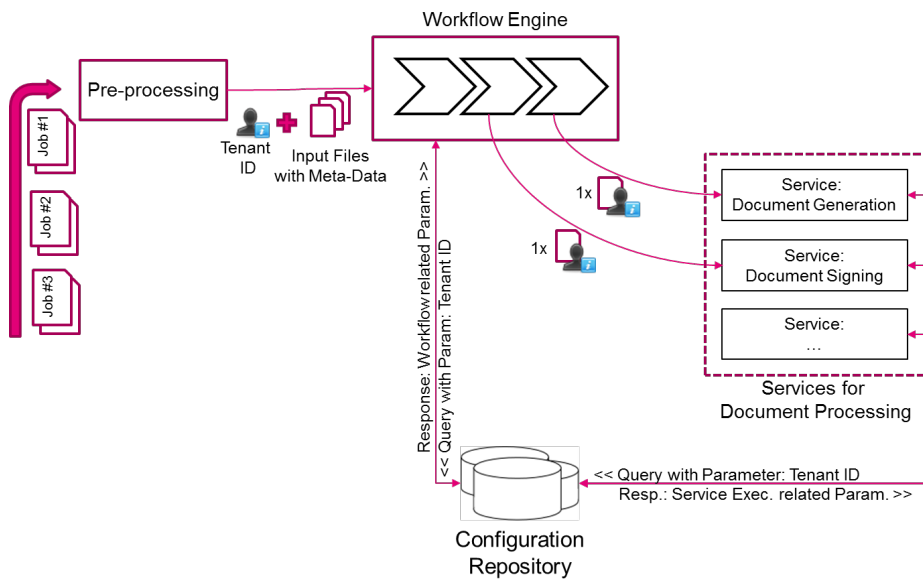 Workflow Engine
Pre-processing
Job #1
Job #2
Job #3
Tenant
ID
Input Files
with Meta-Data
1x
1x
Service:
Document Generation
Service:
Document Signing
Service:
...
Services for
Document Processing
Response: Workflow related Param. >>
<< Query with Param: Tenant ID
<< Query with Parameter: Tenant ID
Resp.: Service Exec. related Param. >>
Configuration
Repository